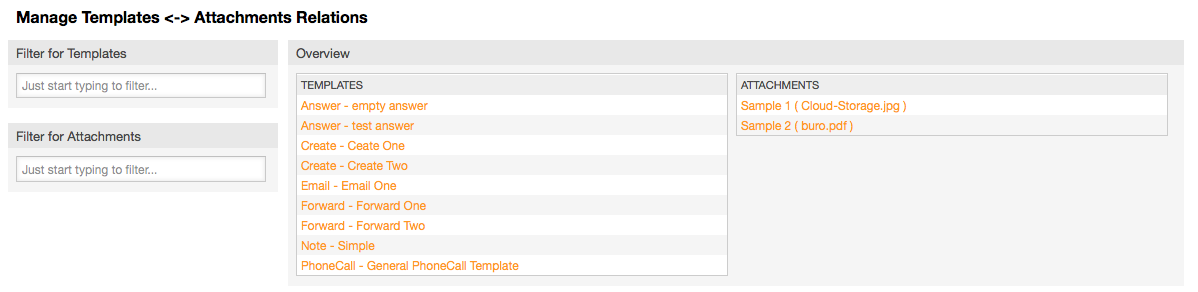 Manage Templates <-> Attachments Relations
Filter for Templates
Just start typing to filter...
Filter for Attachments
Just start typing to filter...
Overview
TEMPLATES
Answer - empty answer
Answer - test answer
Create - Ceate One
Create - Create Two
Email - Email One
Forward - Forward One
Forward - Forward Two
Note - Simple
PhoneCall - General PhoneCall Template
ATTACHMENTS
Sample 1 ( Cloud-Storage.jpg )
Sample 2 ( buro.pdf )